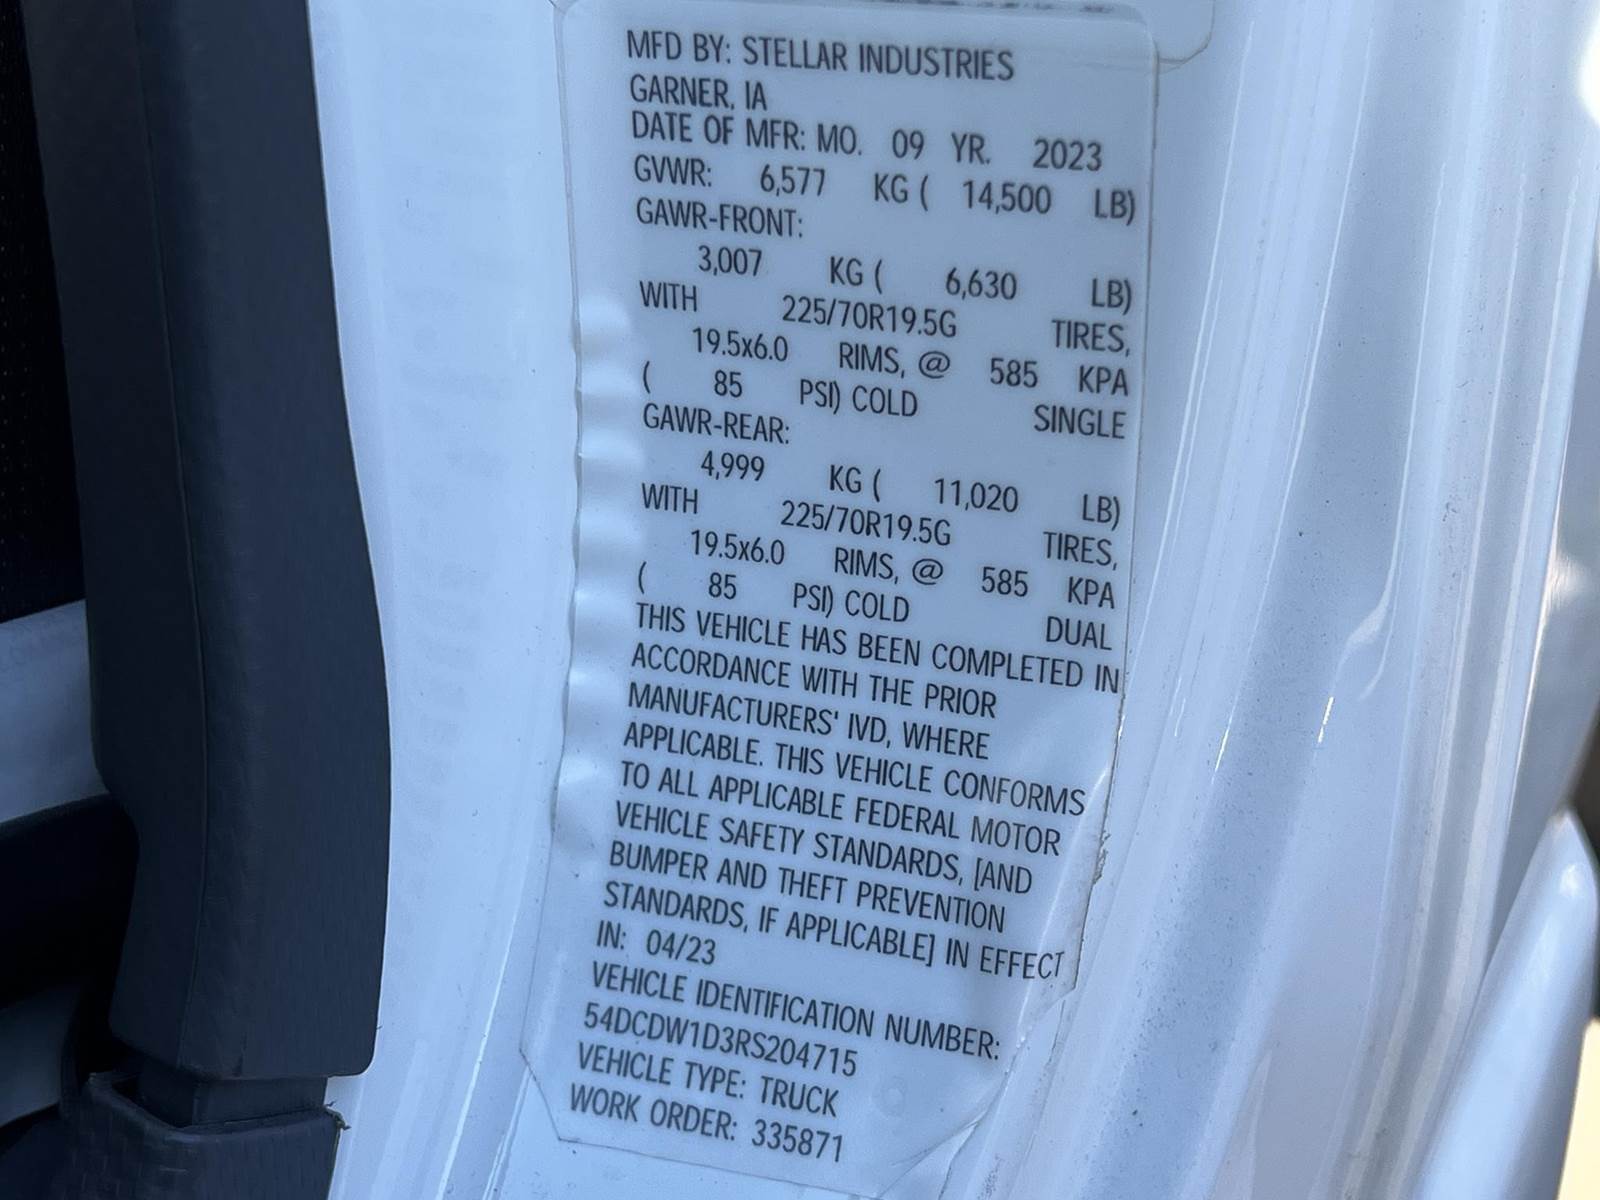 MFD BY: STELLAR INDUSTRIES
GARNER, IA
DATE OF MFR: MO. 09 YR. 2023
GVWR: 6,577 KG ( 14,500 LB)
GAWR-FRONT:
3,007 KG ( 6,630 LB)
WITH 225/70R19.5G TIRES,
19.5x6.0 RIMS, @ 585 KPA
( 85 PSI) COLD SINGLE
GAWR-REAR:
4,999 KG ( 11,020 LB)
WITH 225/70R19.5G TIRES,
19.5x6.0 RIMS, @ 585 KPA
( 85 PSI) COLD DUAL
THIS VEHICLE HAS BEEN COMPLETED IN
ACCORDANCE WITH THE PRIOR
MANUFACTURERS' IVD, WHERE
APPLICABLE. THIS VEHICLE CONFORMS
TO ALL APPLICABLE FEDERAL MOTOR
VEHICLE SAFETY STANDARDS, [AND
BUMPER AND THEFT PREVENTION
STANDARDS, IF APPLICABLE] IN EFFECT
IN: 04/23
VEHICLE IDENTIFICATION NUMBER:
54DCDW1D3RS204715
VEHICLE TYPE: TRUCK
WORK ORDER: 335871